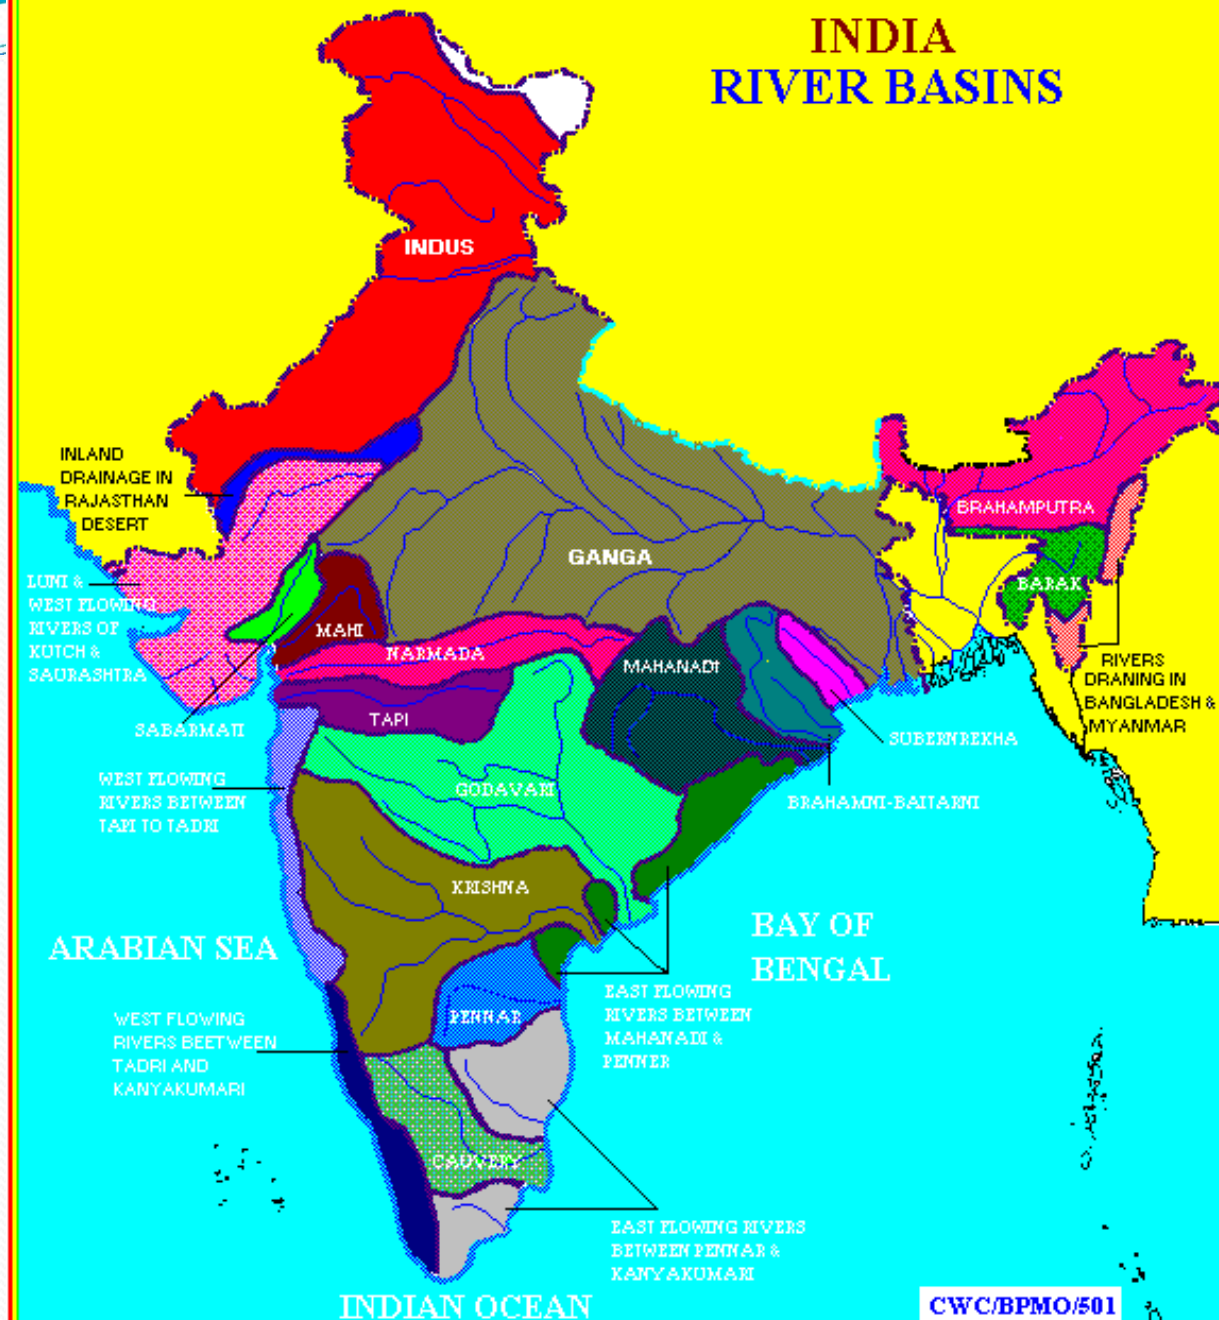 INDIA
RIVER BASINS
INDUS
INLAND
DRAINAGE IN
RAJASTHAN
DESERT
BRAHAMPUTRA
GANGA
LUNI &
WEST FLOWING
RIVERS OF
KUTCH &
SAURASHTRA
BARAK
MAHI
NARMADA
MAHANADI
RIVERS
DRANING IN
BANGLADESH &
MYANMAR
SABARMATI
TAPI
SUBERNREKHA
WEST FLOWING
RIVERS BETWEEN
TAPI TO TADRI
GODAVARI
BRAHAMNI-BAITARNI
KRISHNA
ARABIAN SEA
BAY OF
BENGAL
EAST FLOWING
RIVERS BETWEEN
MAHANADI &
PENNER
PENNAR
WEST FLOWING
RIVERS BEETWEEN
TADRI AND
KANYAKUMARI
CAUVERY
EAST FLOWING RIVERS
BETWEEN PENNAR &
KANYAKUMARI
INDIAN OCEAN
CWC/BPMO/501